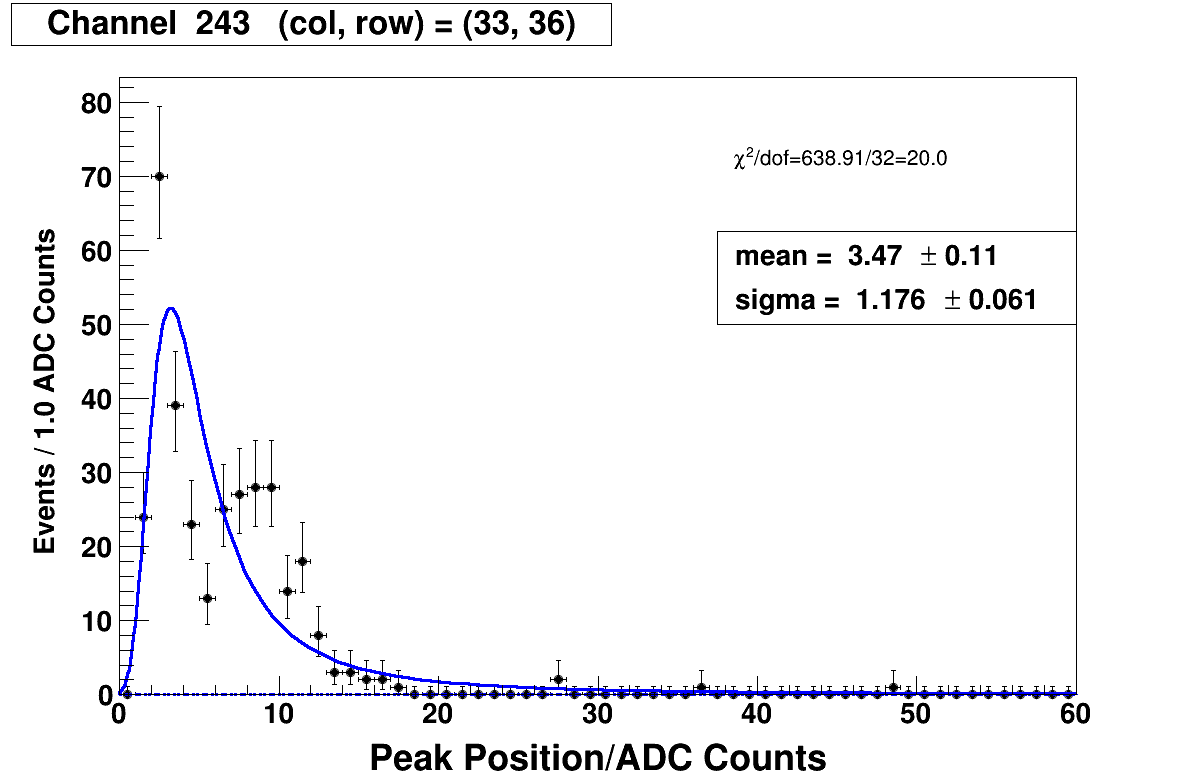 Channel 243 (col, row) = (33, 36)
80
70
60
50
40
30
20
10
0
Events / 1.0 ADC Counts
χ²/dof=638.91/32=20.0
mean = 3.47 ± 0.11
sigma = 1.176 ± 0.061
0 10 20 30 40 50 60
Peak Position/ADC Counts